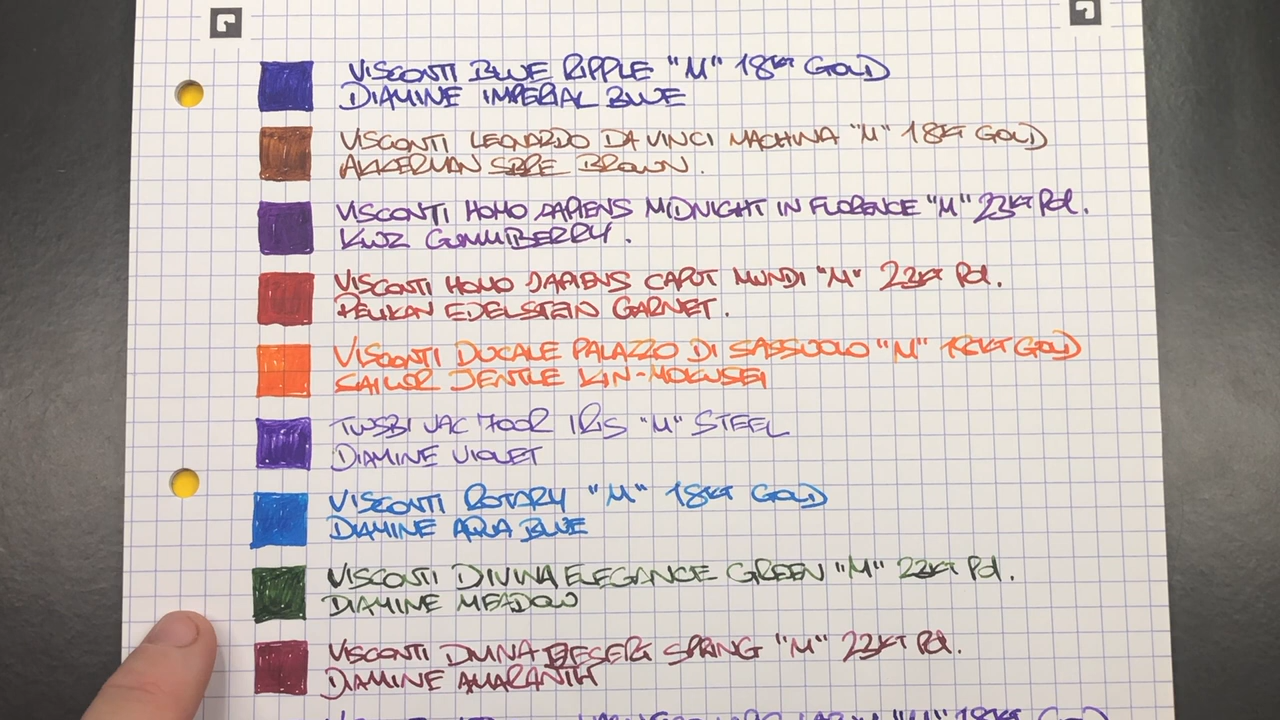 VISCONTI BLUE RIPPLE "M" 18KT GOLD
DIAMINE IMPERIAL BLUE
VISCONTI LEONARDO DA VINCI MACHINA "M" 18KT GOLD
AKKERMAN SBRE BROWN.
VISCONTI HOMO SAPIENS MIDNIGHT IN FLORENCE "M" 23KT Pd.
KWZ GUMMIBERRY.
VISCONTI HOMO SAPIENS CAPUT MUNDI "M" 23KT Pd.
PELIKAN EDELSTEIN GARNET.
VISCONTI DUCALE PALAZZO DI SASSUOLO "M" 18KT GOLD
SAILOR JENTLE KIN-MOKUSEI
TWSBI VAC 700R IRIS "M" STEEL
DIAMINE VIOLET
VISCONTI ROTARY "M" 18KT GOLD
DIAMINE AQUA BLUE
VISCONTI DIVINA ELEGANCE GREEN "M" 23KT Pd.
DIAMINE MEADOW
VISCONTI DIVINA DESERT SPRING "M" 23KT Pd.
DIAMINE AMARANTH
"M" 18KT GOLD